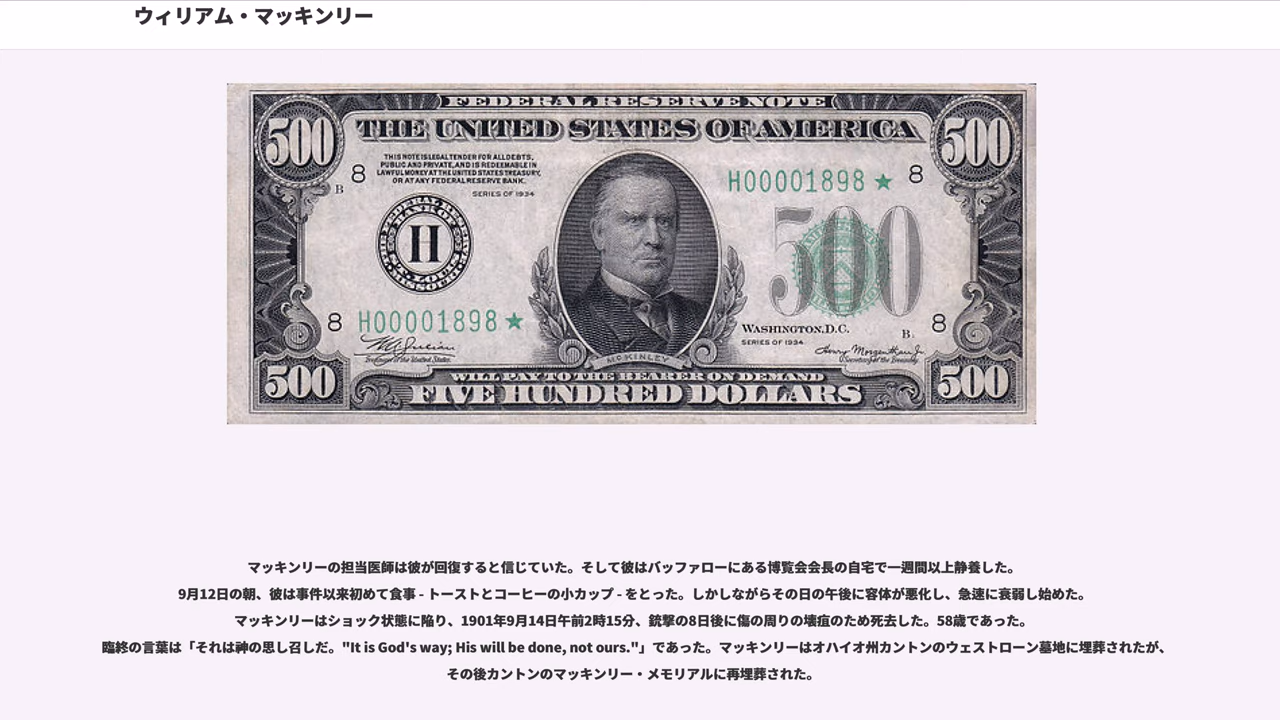 ウィリアム・マッキンリー
FEDERAL RESERVE NOTE
500
THE UNITED STATES OF AMERICA
500
THIS NOTE IS LEGAL TENDER FOR ALL DEBTS,
PUBLIC AND PRIVATE, AND IS REDEEMABLE IN
LAWFUL MONEY AT THE UNITED STATES TREASURY,
OR AT ANY FEDERAL RESERVE BANK.
8
H00001898★
8
B
SERIES OF 1934
H
500
8
H00001898★
WASHINGTON, D.C.
B
8
SERIES OF 1934
McKINLEY
500
WILL PAY TO THE BEARER ON DEMAND
500
FIVE HUNDRED DOLLARS
マッキンリーの担当医師は彼が回復すると信じていた。そして彼はバッファローにある博覧会会長の自宅で一週間以上静養した。
9月12日の朝、彼は事件以来初めて食事 - トーストとコーヒーの小カップ - をとった。しかしながらその日の午後に容体が悪化し、急速に衰弱し始めた。
マッキンリーはショック状態に陥り、1901年9月14日午前2時15分、銃撃の8日後に傷の周りの壊疽のため死去した。58歳であった。
臨終の言葉は「それは神の思し召しだ。"It is God's way; His will be done, not ours."」であった。マッキンリーはオハイオ州カントンのウェストローン墓地に埋葬されたが、
その後カントンのマッキンリー・メモリアルに再埋葬された。